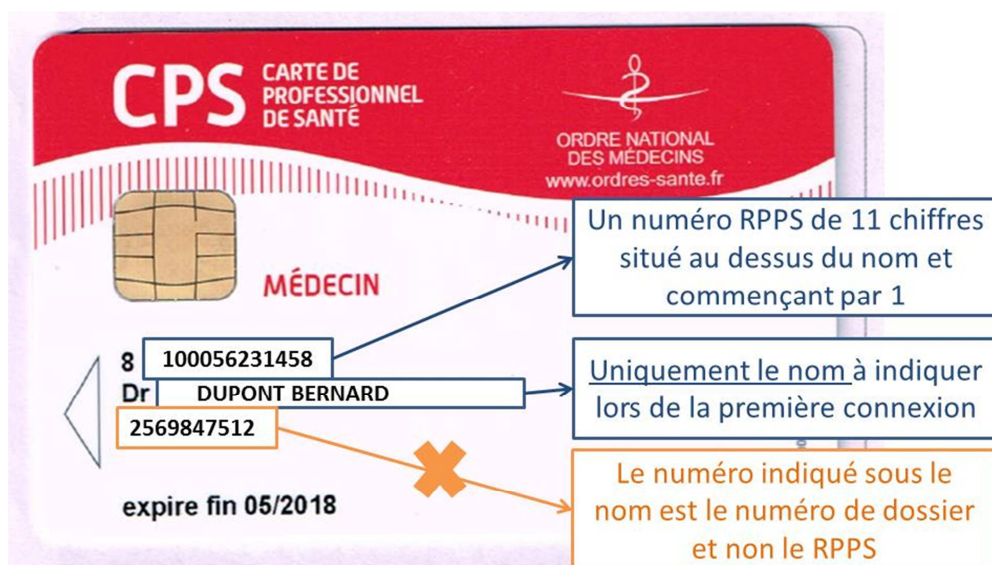 CPS
CARTE DE
PROFESSIONNEL
DE SANTÉ
ORDRE NATIONAL
DES MÉDECINS
www.ordres-sante.fr
Un numéro RPPS de 11 chiffres
situé au dessus du nom et
commençant par 1
MÉDECIN
8 100056231458
Dr DUPONT BERNARD
2569847512
Uniquement le nom à indiquer
lors de la première connexion
expire fin 05/2018
Le numéro indiqué sous le
nom est le numéro de dossier
et non le RPPS